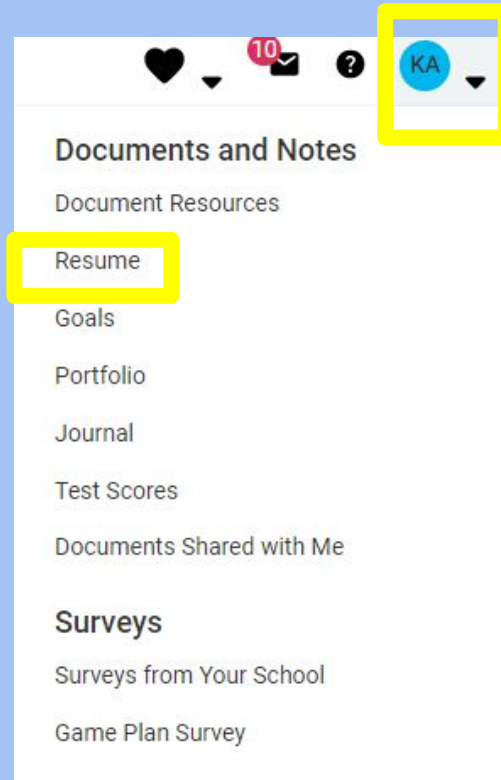 10
?
KA
Documents and Notes
Document Resources
Resume
Goals
Portfolio
Journal
Test Scores
Documents Shared with Me
Surveys
Surveys from Your School
Game Plan Survey